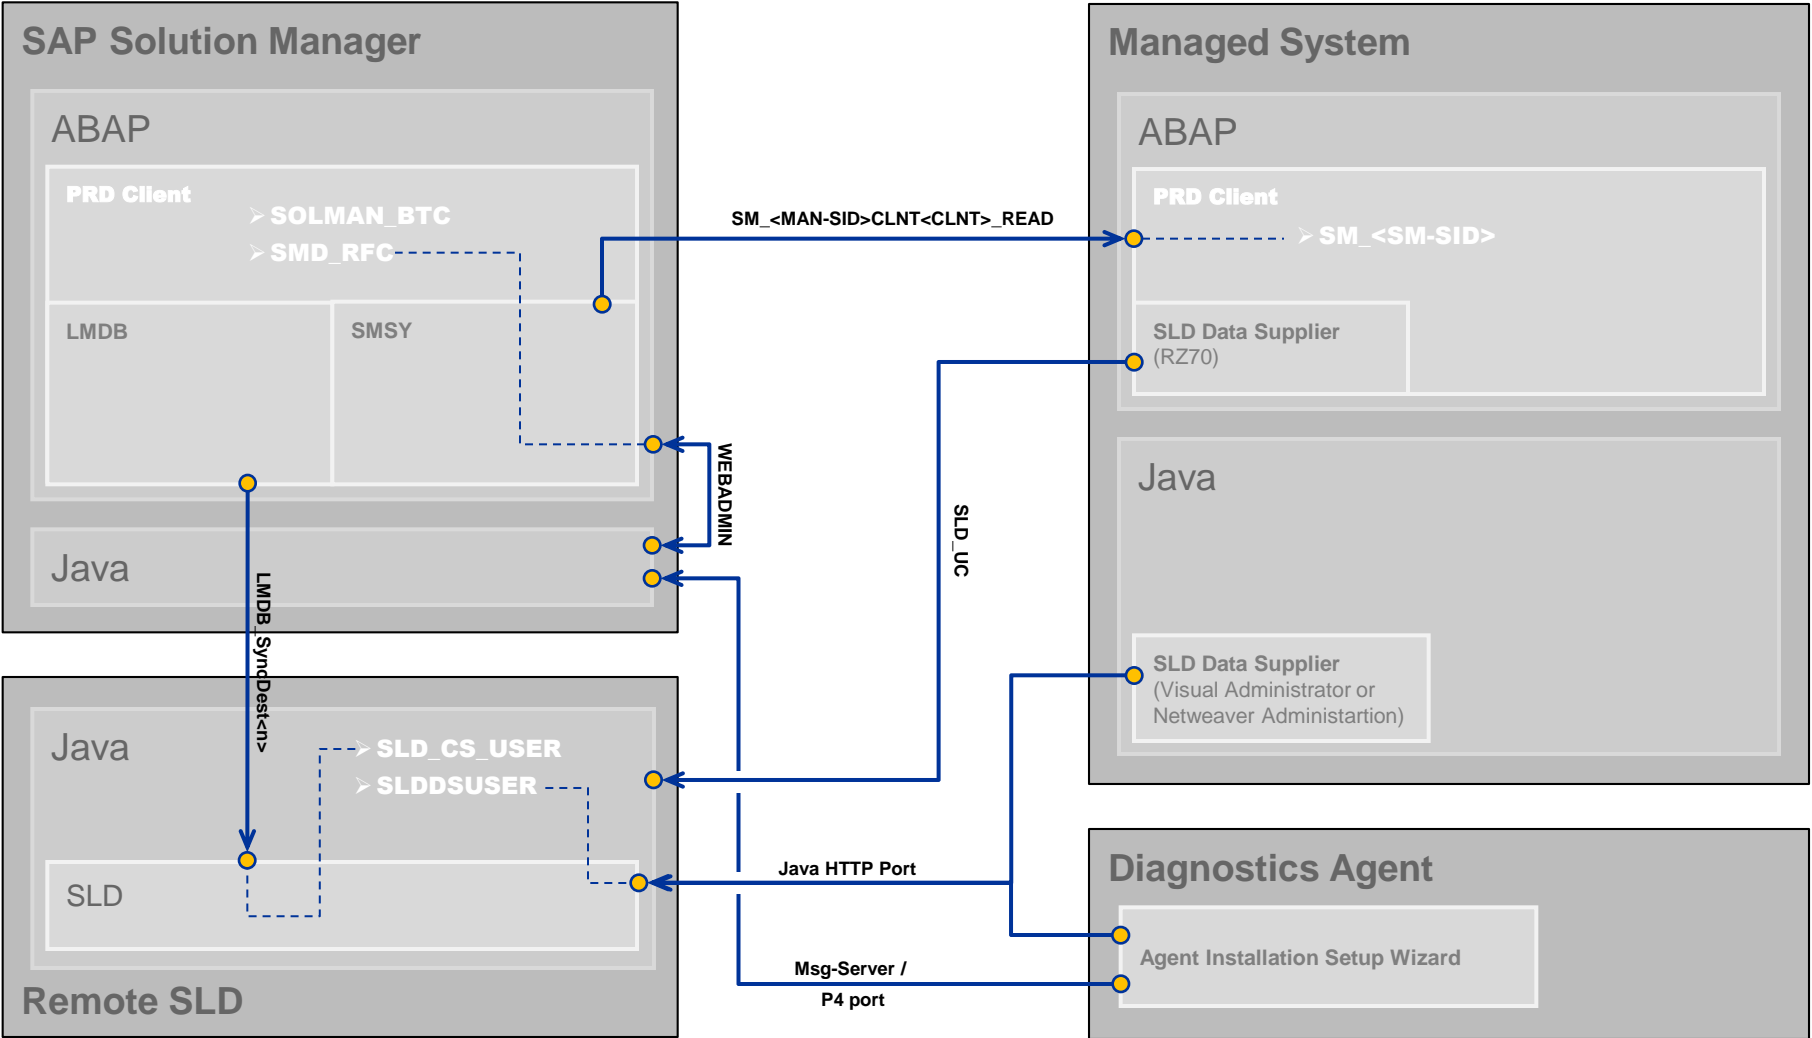 SAP Solution Manager
ABAP
PRD Client
➢ SOLMAN_BTC
➢ SMD_RFC
LMDB
SMSY
Java
WEBADMIN
LMDB_SyncDest<n>
SM_<MAN-SID>CLNT<CLNT>_READ
SLD_UC
Managed System
ABAP
PRD Client
➢ SM_<SM-SID>
SLD Data Supplier
(RZ70)
Java
SLD Data Supplier
(Visual Administrator or
Netweaver Administartion)
Java
➢ SLD_CS_USER
➢ SLDDSUSER
SLD
Remote SLD
Java HTTP Port
Msg-Server /
P4 port
Diagnostics Agent
Agent Installation Setup Wizard